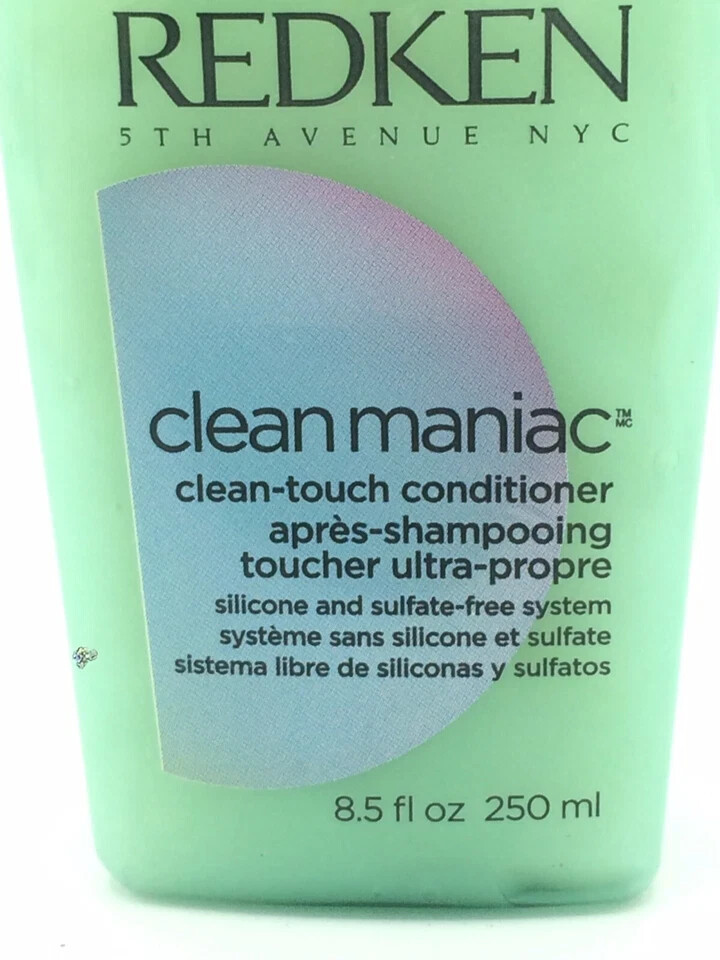 REDKEN
5TH AVENUE NYC
clean maniac™ MC
clean-touch conditioner
après-shampooing
toucher ultra-propre
silicone and sulfate-free system
système sans silicone et sulfate
sistema libre de siliconas y sulfatos
8.5 fl oz 250 ml